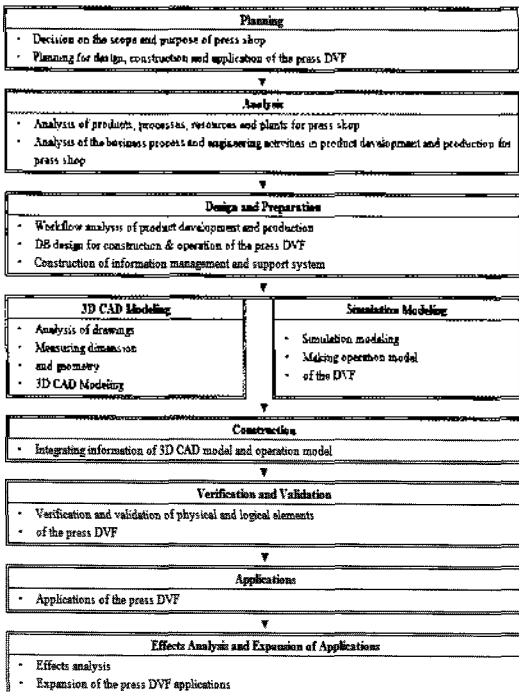 Planning
· Decision on the scope and purpose of press shop
· Planning for design, construction and application of the press DVF
Analysis
· Analysis of products, processes, resources and plants for press shop
· Analysis of the business process and engineering activities in product development and production for
press shop
Design and Preparation
· Workflow analysis of product development and production
· DB design for construction & operation of the press DVF
· Construction of information management and support system
3D CAD Modeling
· Analysis of drawings
· Measuring dimension
· and geometry
· 3D CAD Modeling
Simulation Modeling
· Simulation modeling
· Making operation model
· of the DVF
Construction
· Integrating information of 3D CAD model and operation model
Verification and Validation
· Verification and validation of physical and logical elements
· of the press DVF
Applications
· Applications of the press DVF
Effects Analysis and Expansion of Applications
· Effects analysis
· Expansion of the press DVF applications